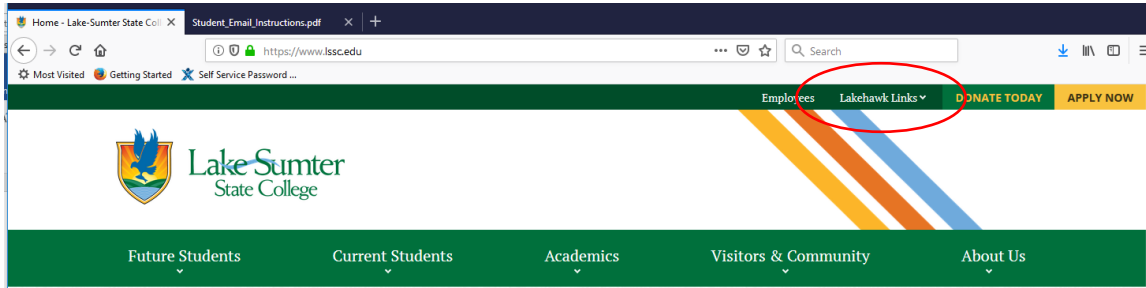 Home - Lake-Sumter State Coll Student_Email_Instructions.pdf
https://www.lssc.edu Search
Most Visited Getting Started Self Service Password ...
Employees Lakehawk Links DONATE TODAY APPLY NOW
Lake Sumter
State College
Future Students Current Students Academics Visitors & Community About Us